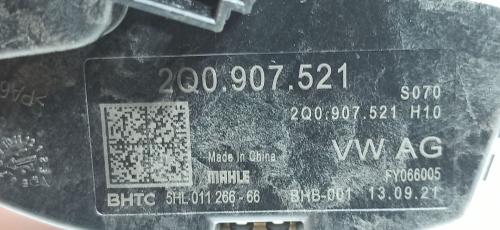 2Q0.907.521
S070
2Q0.907.521 H10
Made in China
VW AG
MAHLE
FY066005
BHTC 5HL 011 266-66 BHB-001 13.09.21
>PA6